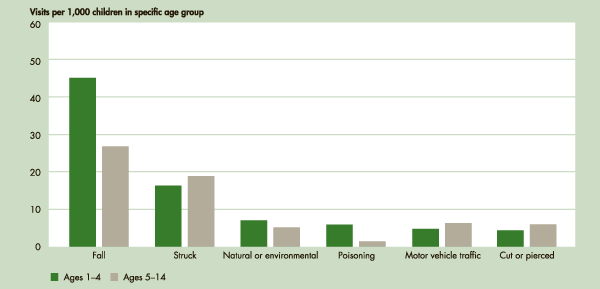 Visits per 1,000 children in specific age group
60
50
40
30
20
10
0
Fall Struck Natural or environmental Poisoning Motor vehicle traffic Cut or pierced
Ages 1–4 Ages 5–14